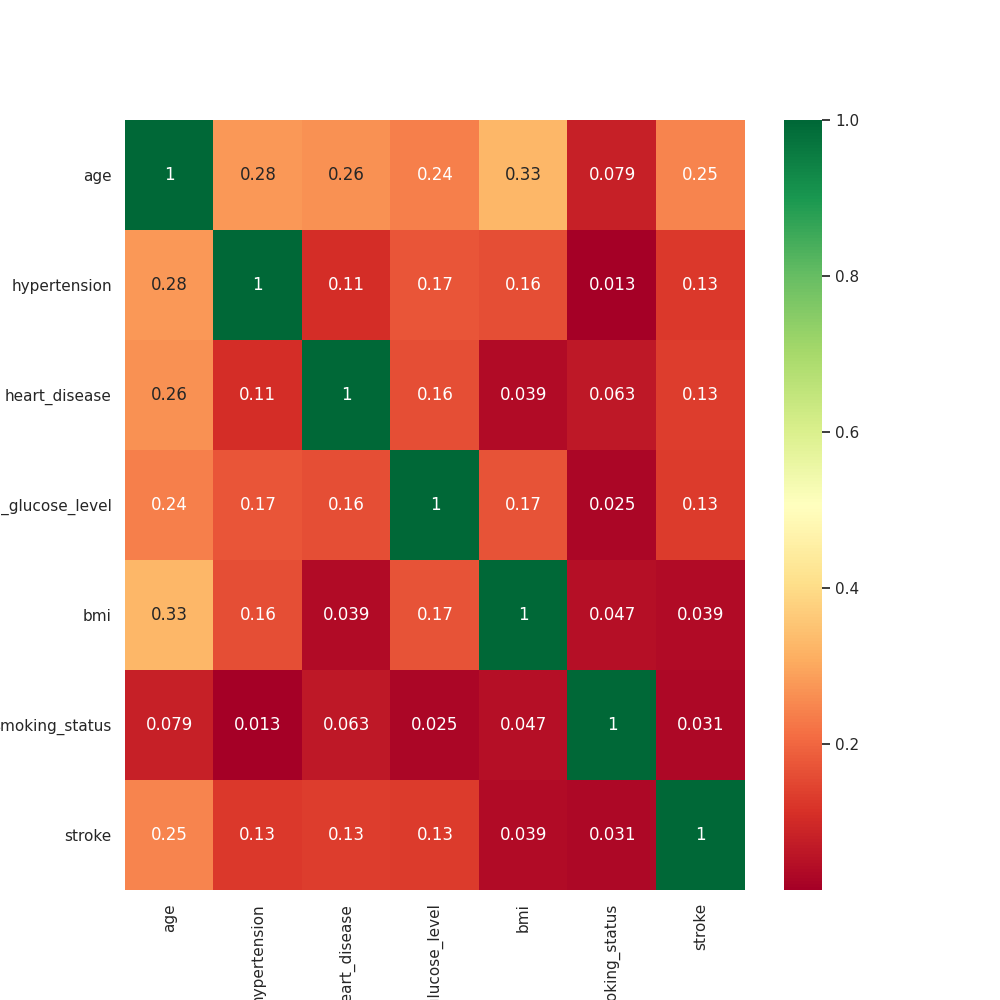 1.0
age 1 0.28 0.26 0.24 0.33 0.079 0.25
hypertension 0.28 1 0.11 0.17 0.16 0.013 0.13
0.8
heart_disease 0.26 0.11 1 0.16 0.039 0.063 0.13
0.6
_glucose_level 0.24 0.17 0.16 1 0.17 0.025 0.13
0.4
bmi 0.33 0.16 0.039 0.17 1 0.047 0.039
moking_status 0.079 0.013 0.063 0.025 0.047 1 0.031
0.2
stroke 0.25 0.13 0.13 0.13 0.039 0.031 1
age
hypertension
eart_disease
lucose_level
bmi
oking_status
stroke